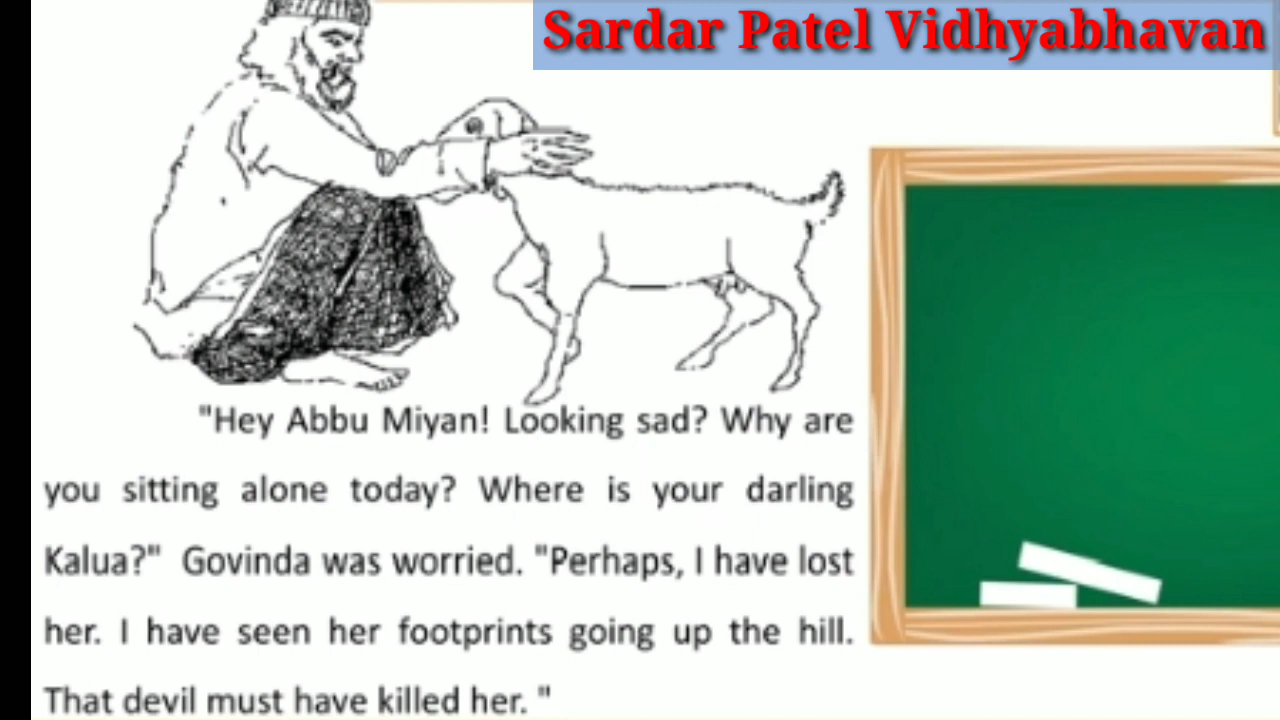 Sardar Patel Vidhyabhavan
"Hey Abbu Miyan! Looking sad? Why are
you sitting alone today? Where is your darling
Kalua?" Govinda was worried. "Perhaps, I have lost
her. I have seen her footprints going up the hill.
That devil must have killed her. "